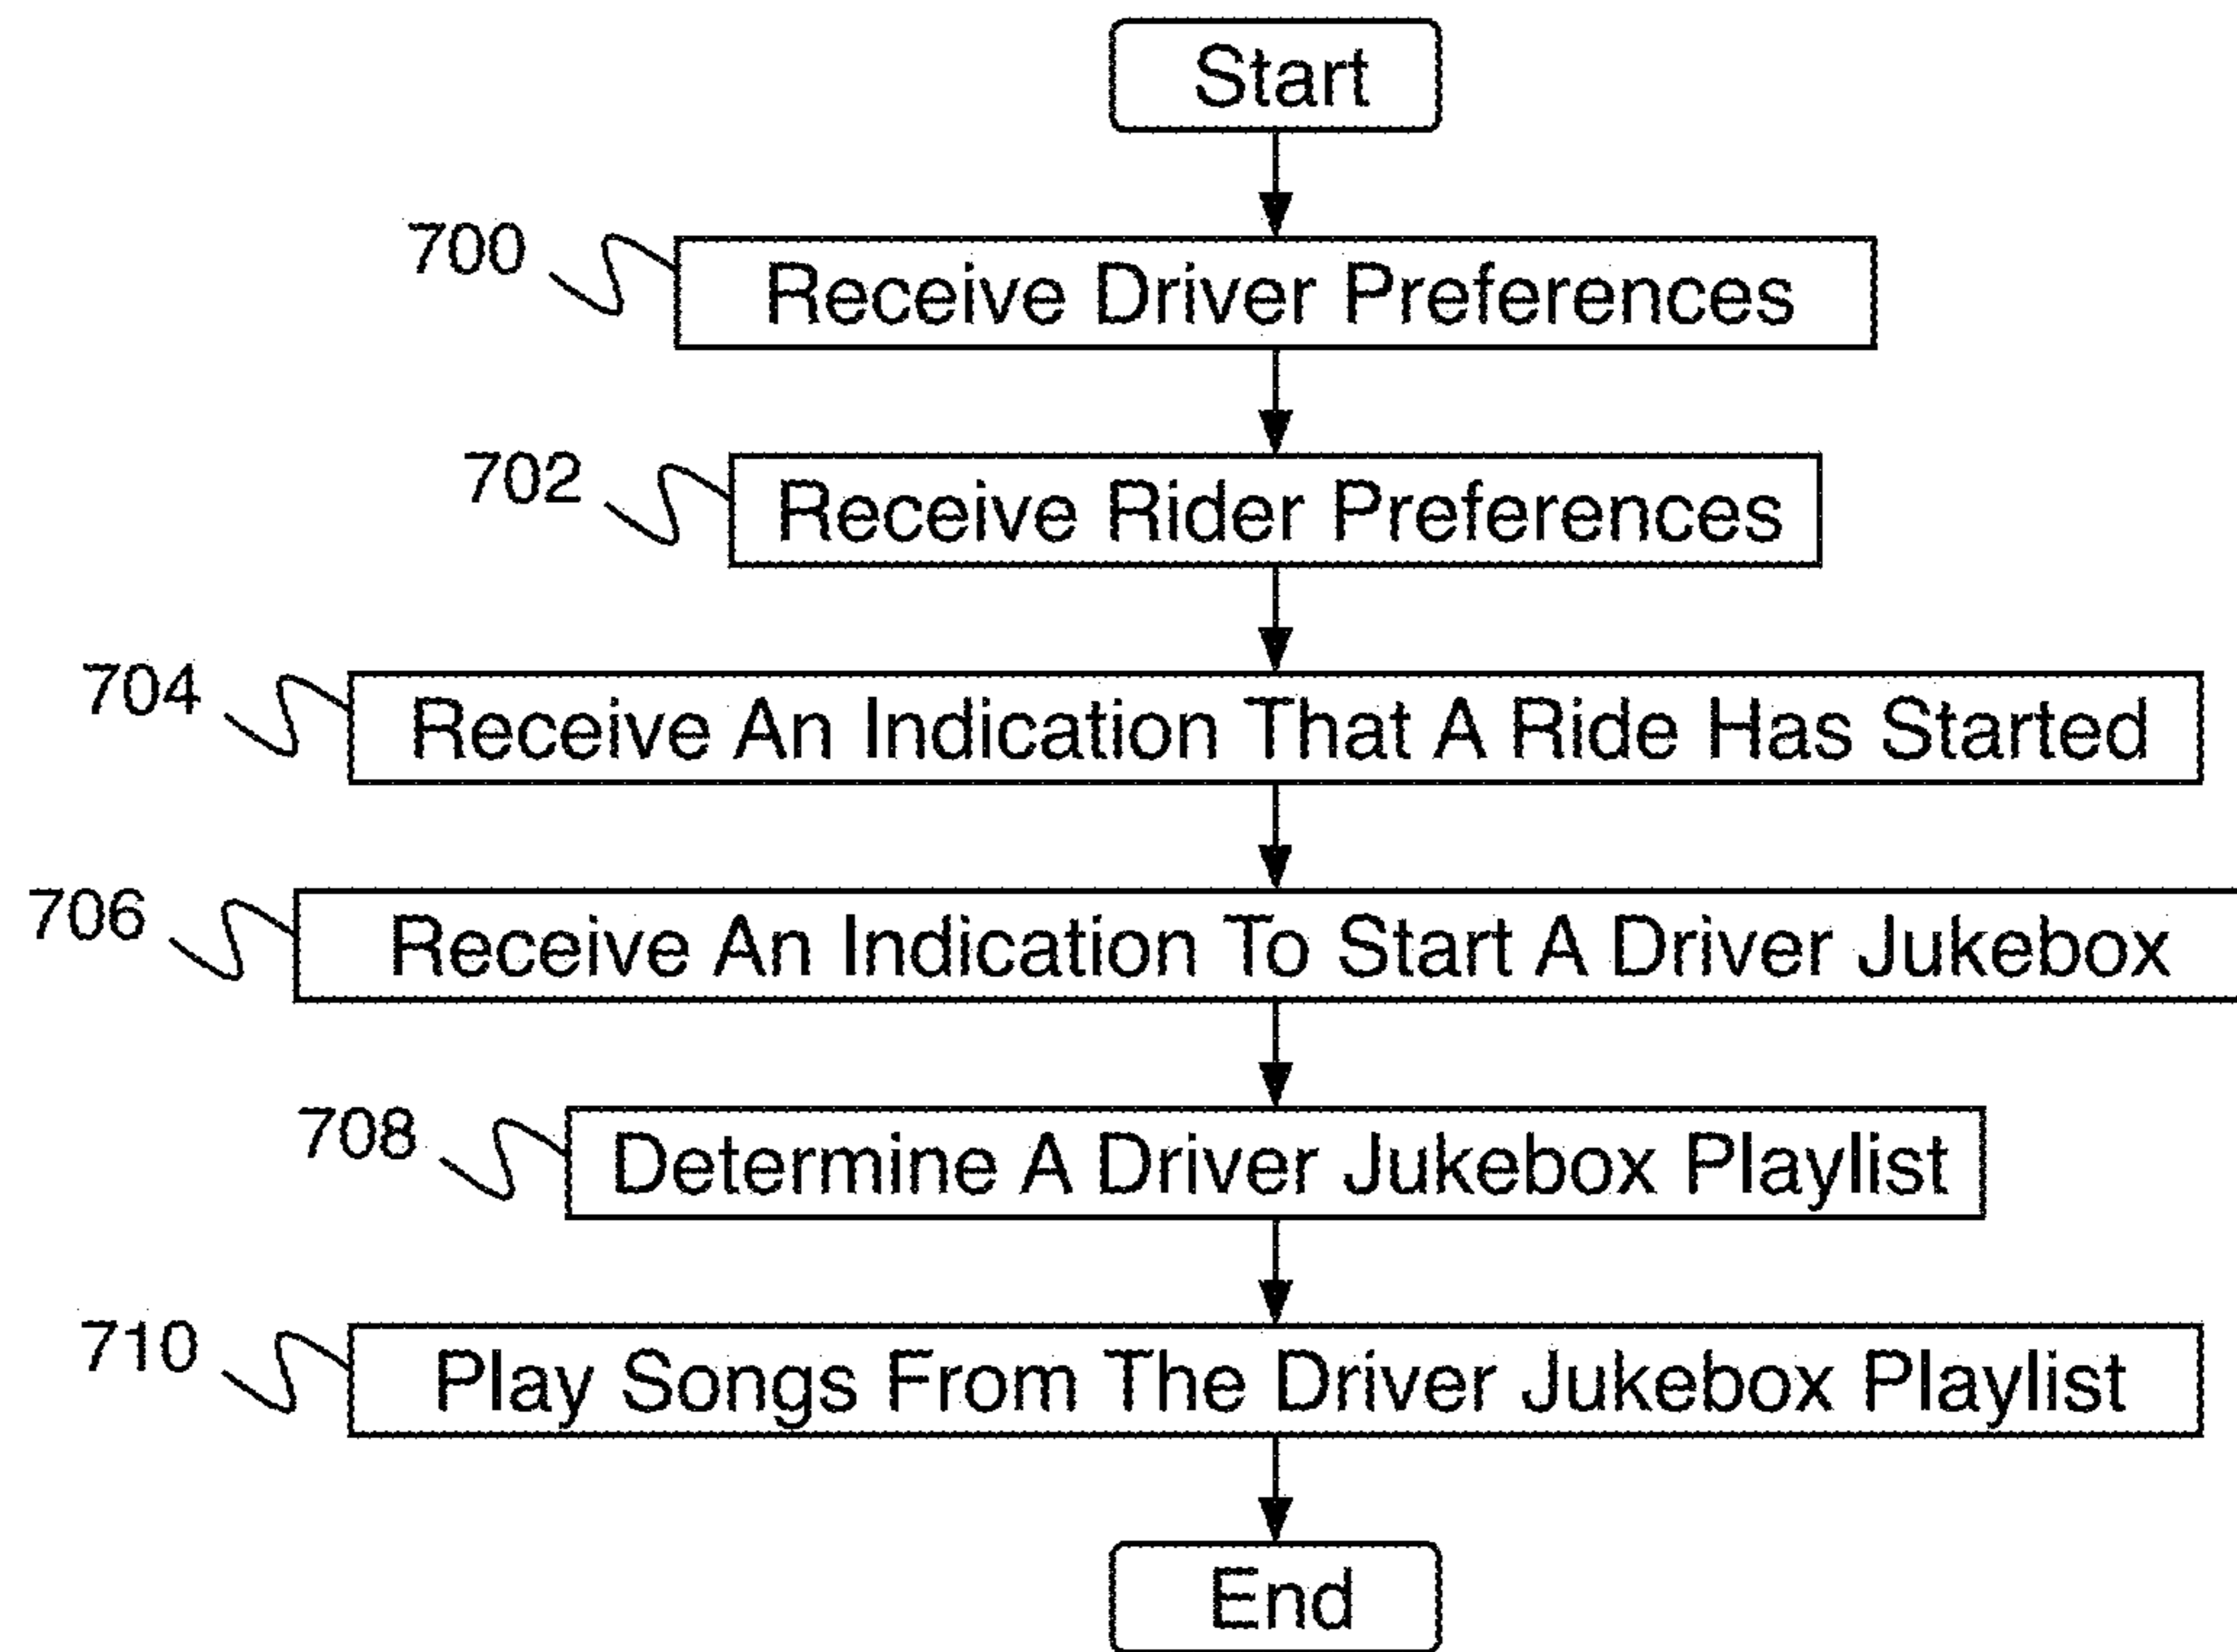 Start
700 Receive Driver Preferences
702 Receive Rider Preferences
704 Receive An Indication That A Ride Has Started
706 Receive An Indication To Start A Driver Jukebox
708 Determine A Driver Jukebox Playlist
710 Play Songs From The Driver Jukebox Playlist
End